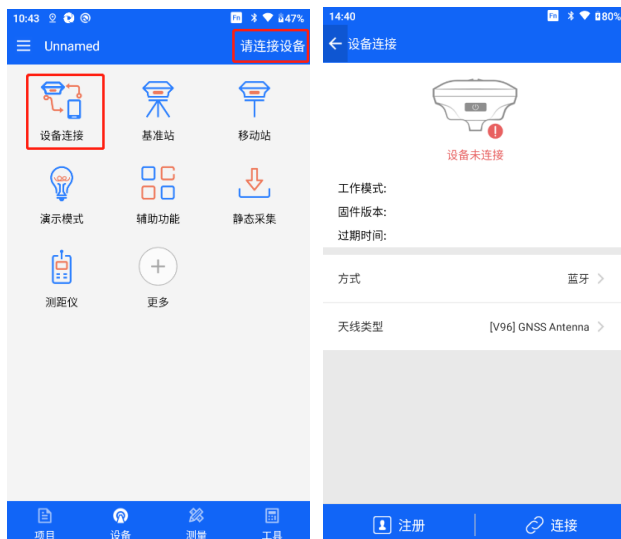 10:43
Fn
47%
Unnamed
请连接设备
设备连接
基准站
移动站
演示模式
辅助功能
静态采集
测距仪
更多
项目
设备
测量
工具
14:40
Fn
80%
设备连接
设备未连接
工作模式:
固件版本:
过期时间:
方式
蓝牙
天线类型
[V96] GNSS Antenna
注册
连接